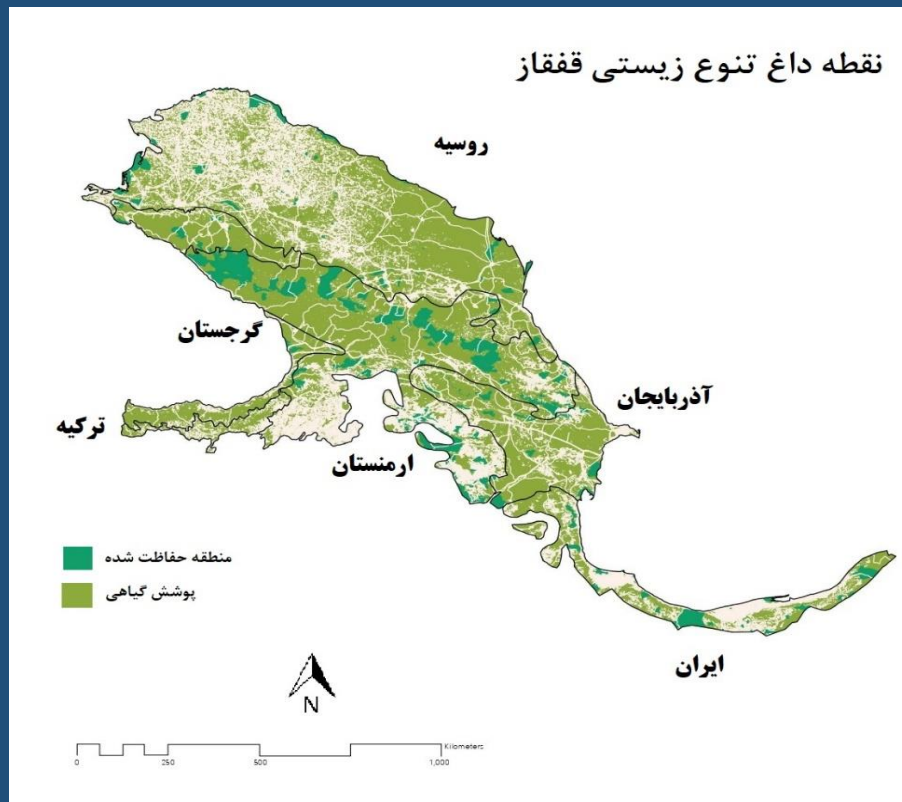 نقطه داغ تنوع زیستی قفقاز
روسیه
گرجستان
آذربایجان
ترکیه
ارمنستان
منطقه حفاظت شده
پوشش گیاهی
ایران
N
Kilometers
0 250 500 1,000